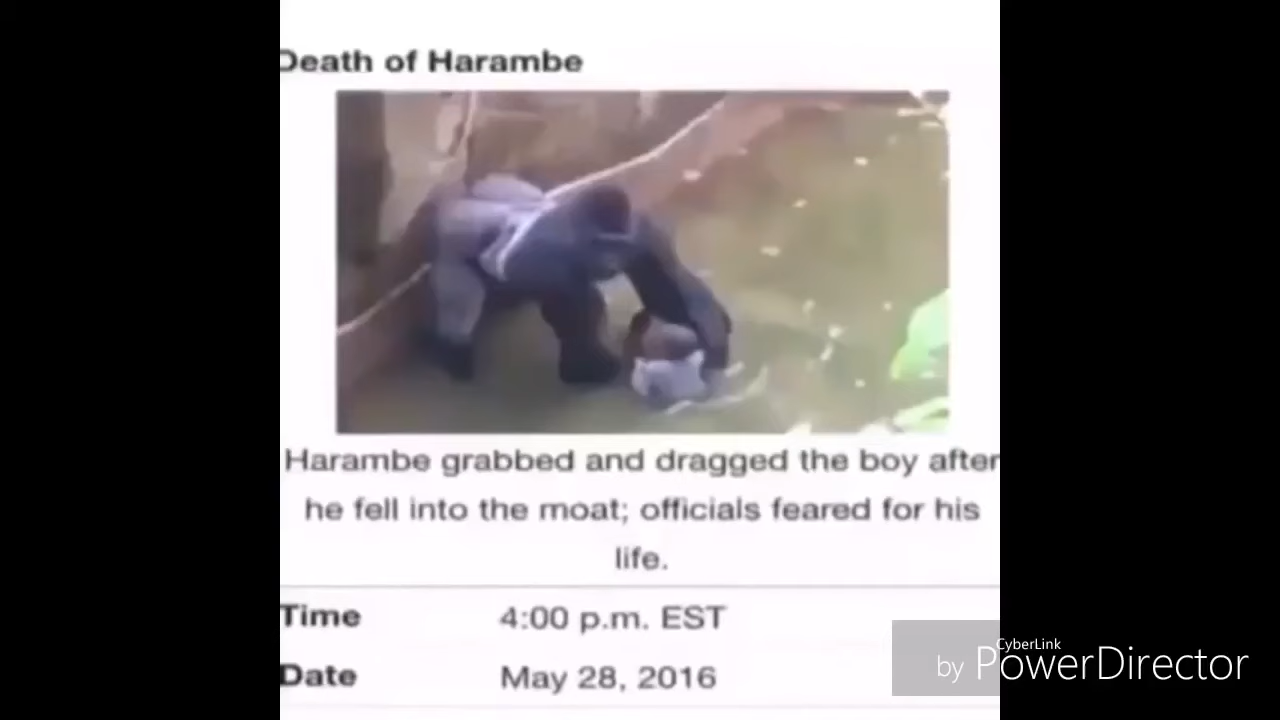 Death of Harambe
Harambe grabbed and dragged the boy after
he fell into the moat; officials feared for his
life.
Time 4:00 p.m. EST
Date May 28, 2016
CyberLink
by PowerDirector